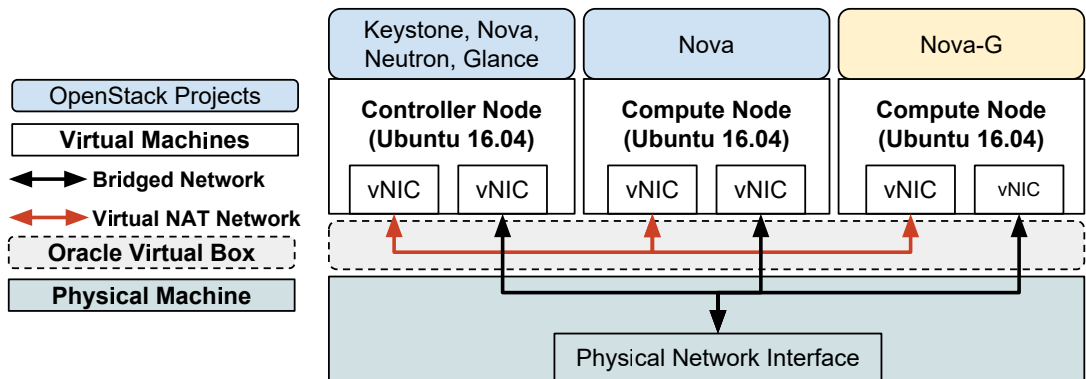 Keystone, Nova,
Neutron, Glance
Nova
Nova-G
OpenStack Projects
Virtual Machines
Bridged Network
Virtual NAT Network
Oracle Virtual Box
Physical Machine
Controller Node
(Ubuntu 16.04)
Compute Node
(Ubuntu 16.04)
Compute Node
(Ubuntu 16.04)
vNIC
vNIC
vNIC
vNIC
vNIC
vNIC
Physical Network Interface